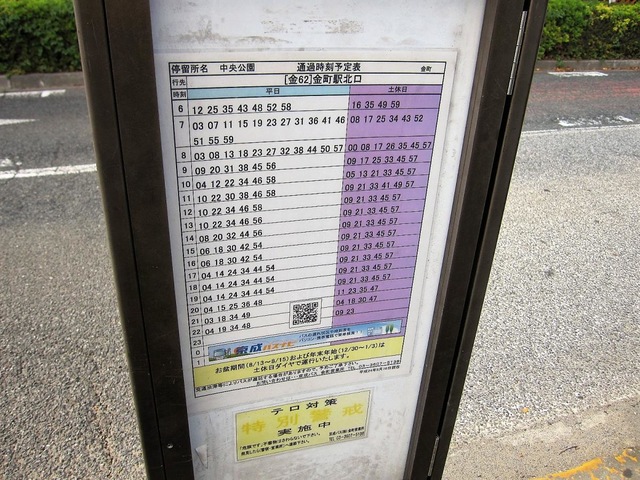 停留所名 中央公園 通過時刻予定表 金町
行先 [金62]金町駅北口
時刻 平日 土休日
6 12 25 35 43 48 52 58 16 35 49 59
7 03 07 11 15 19 23 27 31 36 41 46 08 17 25 34 43 52
51 55 59
8 03 08 13 18 23 27 32 38 44 50 57 00 08 17 26 35 45 57
9 09 20 31 38 45 56 09 17 25 33 45 57
10 04 12 22 34 46 58 05 13 21 33 45 57
11 10 22 30 38 46 58 09 21 33 41 49 57
12 10 22 34 46 58 09 21 33 45 57
13 10 22 34 46 56 09 21 33 45 57
14 08 20 32 44 56 09 21 33 45 57
15 06 18 30 42 54 09 21 33 45 57
16 06 18 30 42 54 09 21 33 45 57
17 04 14 24 34 44 54 09 21 33 45 57
18 04 14 24 34 44 54 09 21 33 45 57
19 04 14 24 34 44 54 09 21 33 45 57
20 04 15 25 36 48 11 23 35 47
21 03 18 34 49 04 18 30 47
22 04 19 34 48 09 23
23
0 京成バスナビ
1 お盆期間(8/13~8/15)および年末年始(12/30~1/3)は
土休日ダイヤで運行いたします。
テロ対策
特別警戒
実施中